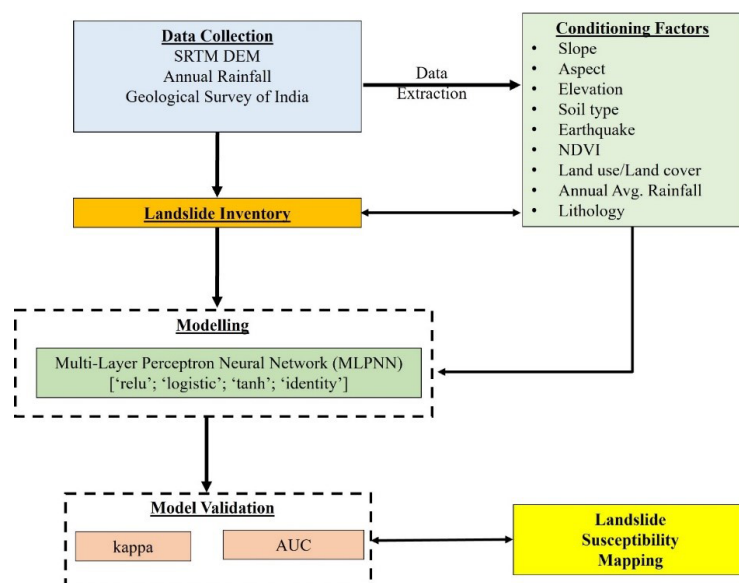 Data Collection
SRTM DEM
Annual Rainfall
Geological Survey of India
Data
Extraction
Conditioning Factors
• Slope
• Aspect
• Elevation
• Soil type
• Earthquake
• NDVI
• Land use/Land cover
• Annual Avg. Rainfall
• Lithology
Landslide Inventory
Modelling
Multi-Layer Perceptron Neural Network (MLPNN)
[‘relu’; ‘logistic’; ‘tanh’; ‘identity’]
Model Validation
kappa
AUC
Landslide
Susceptibility
Mapping